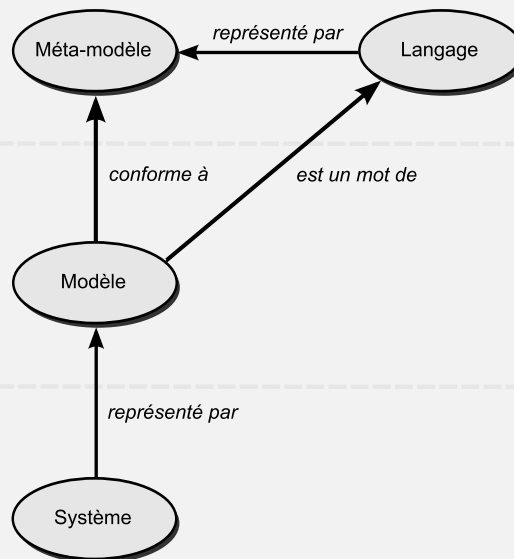 représenté par
Méta-modèle
Langage
conforme à
est un mot de
Modèle
représenté par
Système